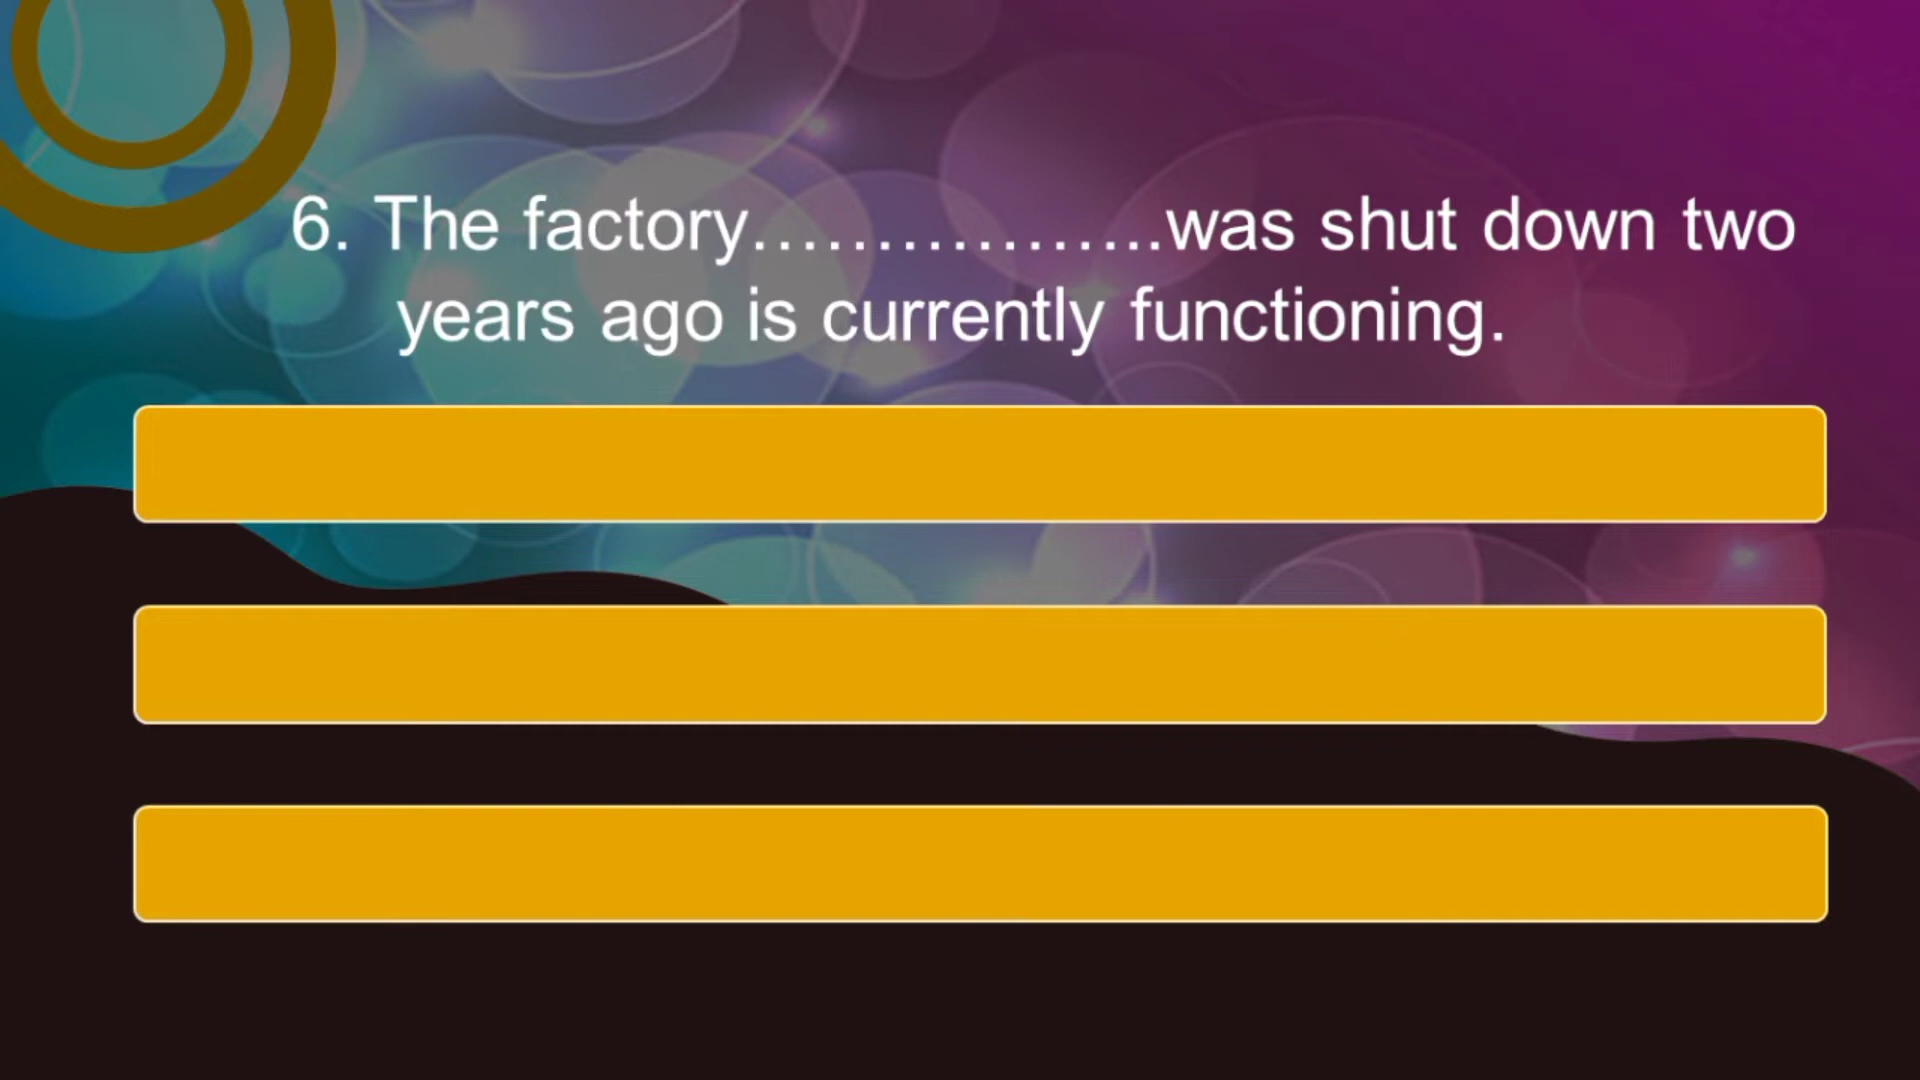 6. The factory.................was shut down two
years ago is currently functioning.